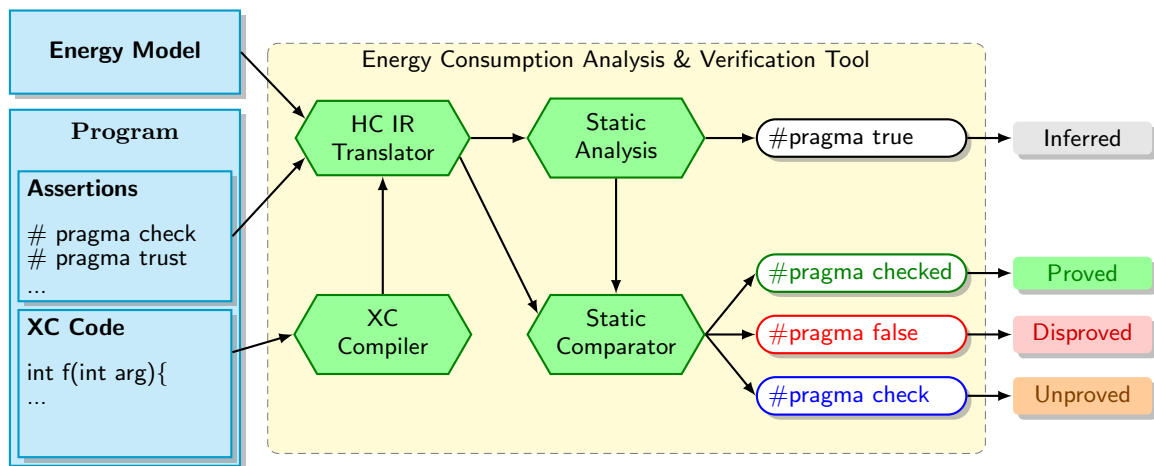 Energy Model
Program
Assertions
# pragma check
# pragma trust
...
XC Code
int f(int arg){
...
Energy Consumption Analysis & Verification Tool
HC IR
Translator
Static
Analysis
#pragma true
Inferred
XC
Compiler
Static
Comparator
#pragma checked
Proved
#pragma false
Disproved
#pragma check
Unproved